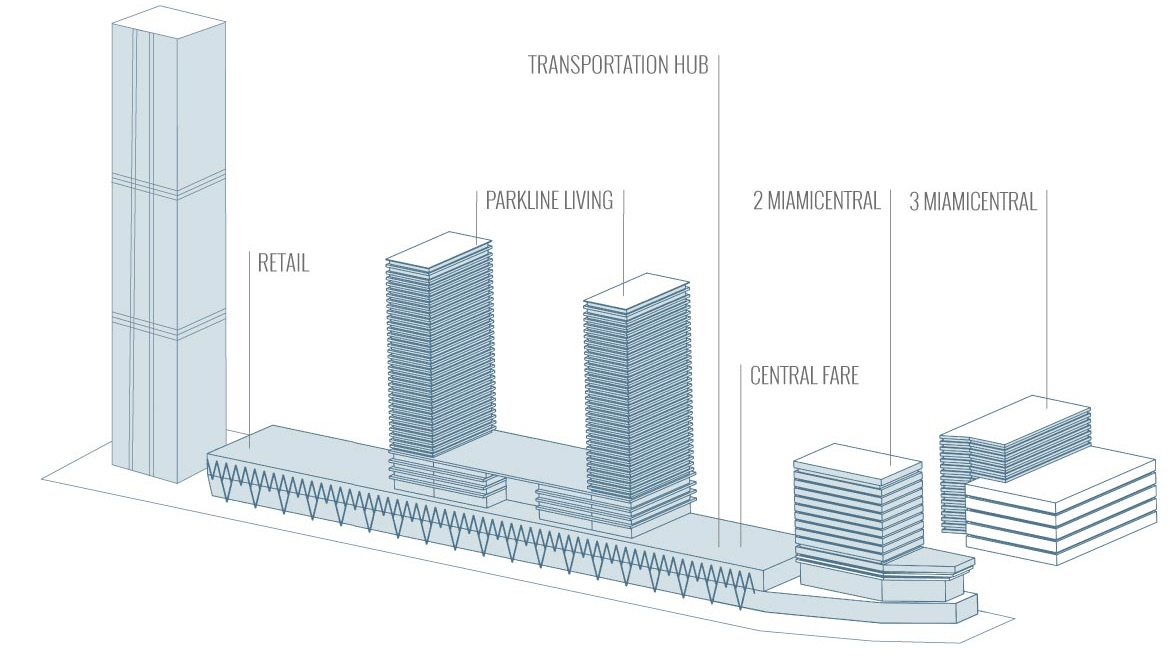 TRANSPORTATION HUB
PARKLINE LIVING
2 MIAMICENTRAL
3 MIAMICENTRAL
RETAIL
CENTRAL FARE